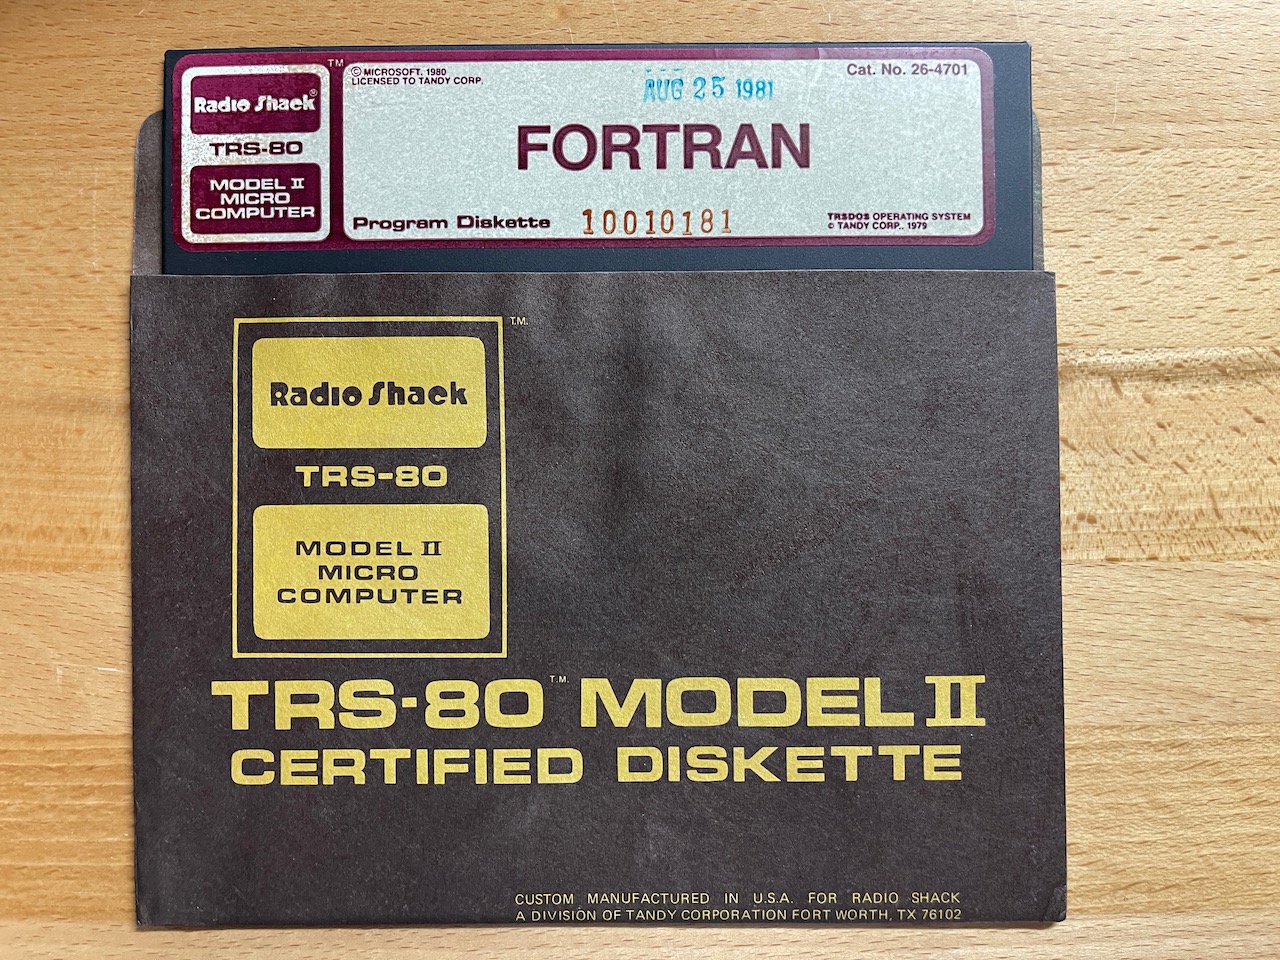 Radio Shack®
TRS-80
MODEL II
MICRO
COMPUTER
TM
© MICROSOFT, 1980
LICENSED TO TANDY CORP.
AUG 25 1981
Cat. No. 26-4701
FORTRAN
Program Diskette
10010181
TRSDOS OPERATING SYSTEM
© TANDY CORP., 1979
T.M.
Radio Shack
TRS-80
MODEL II
MICRO
COMPUTER
TRS-80 T.M. MODEL II
CERTIFIED DISKETTE
CUSTOM MANUFACTURED IN U.S.A. FOR RADIO SHACK
A DIVISION OF TANDY CORPORATION FORT WORTH, TX 76102